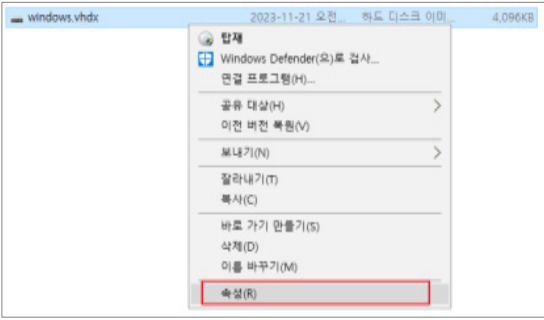 windows.vhdx 2023-11-21 오전... 하드 디스크 이미... 4,096KB
탑재
Windows Defender(으)로 검사...
연결 프로그램(H)...
공유 대상(H)
이전 버전 복원(V)
보내기(N)
잘라내기(T)
복사(C)
바로 가기 만들기(S)
삭제(D)
이름 바꾸기(M)
속성(R)